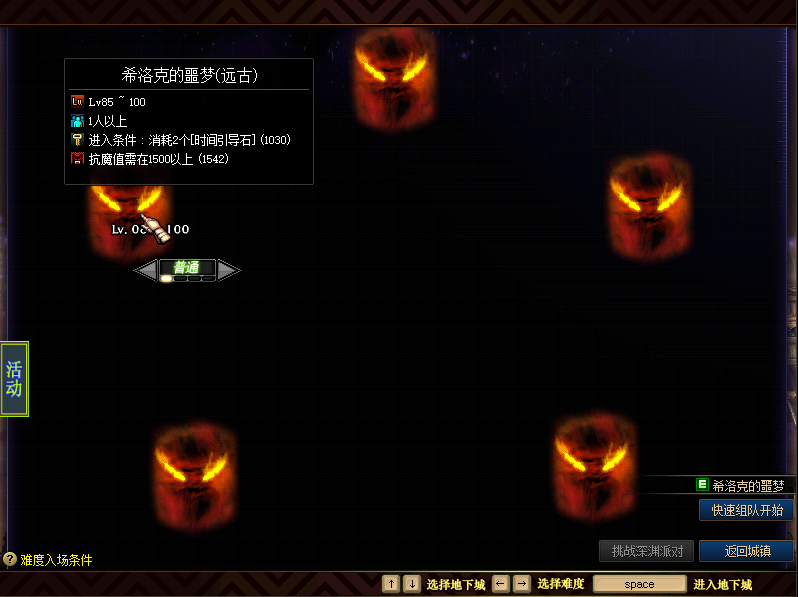 希洛克的噩梦(远古)
Lv85 ~ 100
1人以上
进入条件：消耗2个[时间引导石] (1030)
抗魔值需在1500以上 (1542)
普通
活动
E 希洛克的噩梦
快速组队开始
挑战深渊派对
返回城镇
? 难度入场条件
↑ ↓ 选择地下城 ← → 选择难度 space 进入地下城